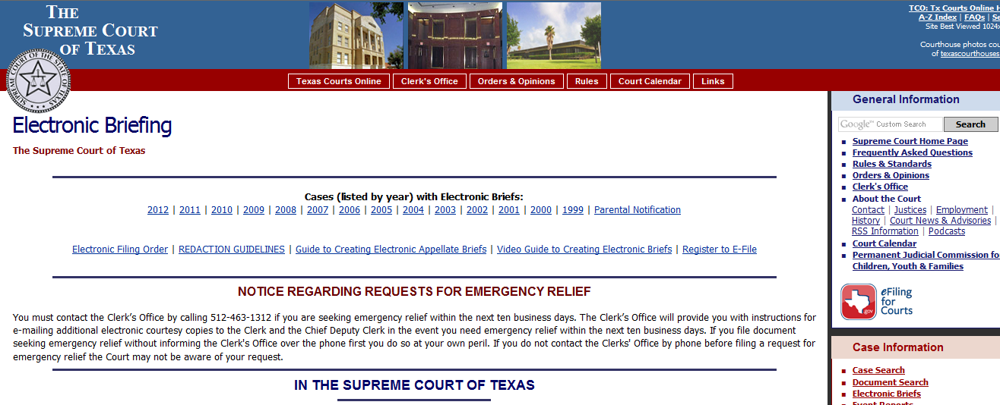 THE
SUPREME COURT
OF TEXAS
SUPREME COURT OF THE STATE OF TEXAS
TCO: Tx Courts Online H
A-Z Index | FAQs | Se
Site Best Viewed 1024x
Courthouse photos cou
of texascourthouses
Texas Courts Online
Clerk's Office
Orders & Opinions
Rules
Court Calendar
Links
Electronic Briefing
The Supreme Court of Texas
Cases (listed by year) with Electronic Briefs:
2012 | 2011 | 2010 | 2009 | 2008 | 2007 | 2006 | 2005 | 2004 | 2003 | 2002 | 2001 | 2000 | 1999 | Parental Notification
Electronic Filing Order | REDACTION GUIDELINES | Guide to Creating Electronic Appellate Briefs | Video Guide to Creating Electronic Briefs | Register to E-File
NOTICE REGARDING REQUESTS FOR EMERGENCY RELIEF
You must contact the Clerk’s Office by calling 512-463-1312 if you are seeking emergency relief within the next ten business days. The Clerk’s Office will provide you with instructions for
e-mailing additional electronic courtesy copies to the Clerk and the Chief Deputy Clerk in the event you need emergency relief within the next ten business days. If you file document
seeking emergency relief without informing the Clerk's Office over the phone first you do so at your own peril. If you do not contact the Clerks' Office by phone before filing a request for
emergency relief the Court may not be aware of your request.
IN THE SUPREME COURT OF TEXAS
General Information
Google™ Custom Search
Search
Supreme Court Home Page
Frequently Asked Questions
Rules & Standards
Orders & Opinions
Clerk's Office
About the Court
Contact | Justices | Employment |
History | Court News & Advisories |
RSS Information | Podcasts
Court Calendar
Permanent Judicial Commission fo
Children, Youth & Families
.gov
eFiling
for
Courts
Case Information
Case Search
Document Search
Electronic Briefs
Event Reports